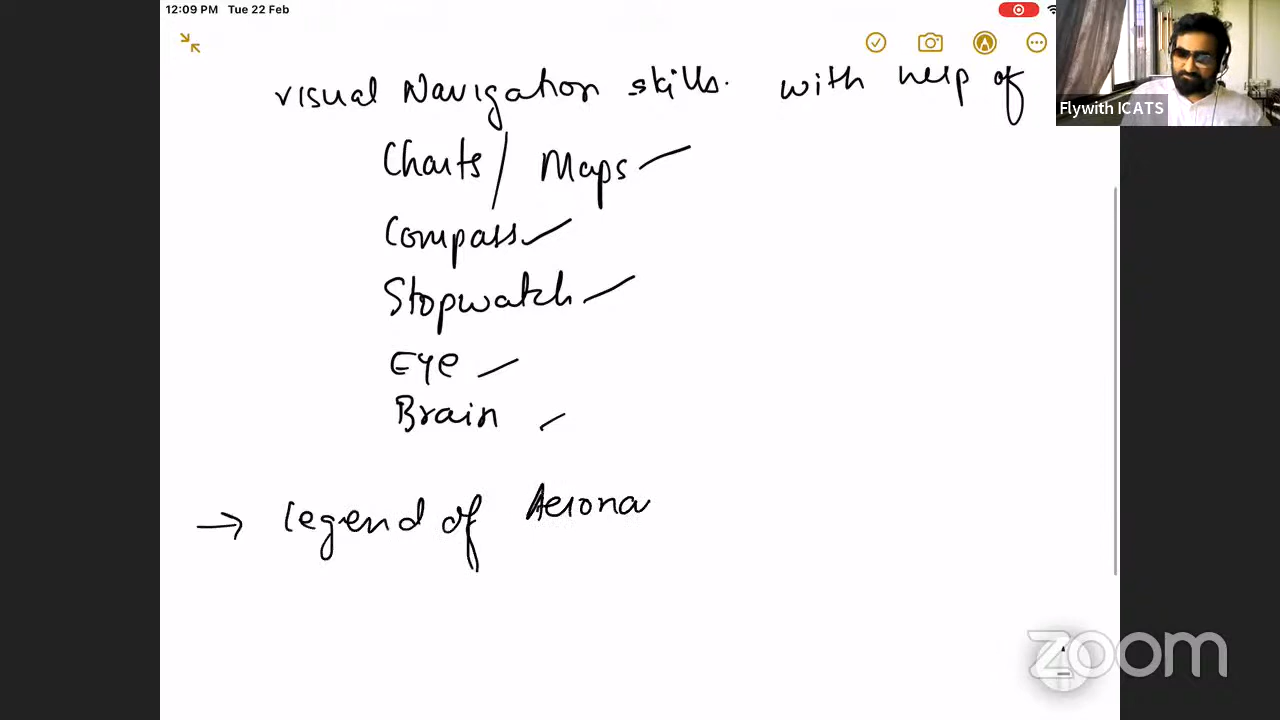 12:09 PM Tue 22 Feb
visual Navigation skills. with help of
Flywith ICATS
Charts / Maps
Compass
Stopwatch
Eye
Brain
→ legend of Aerona
zoom